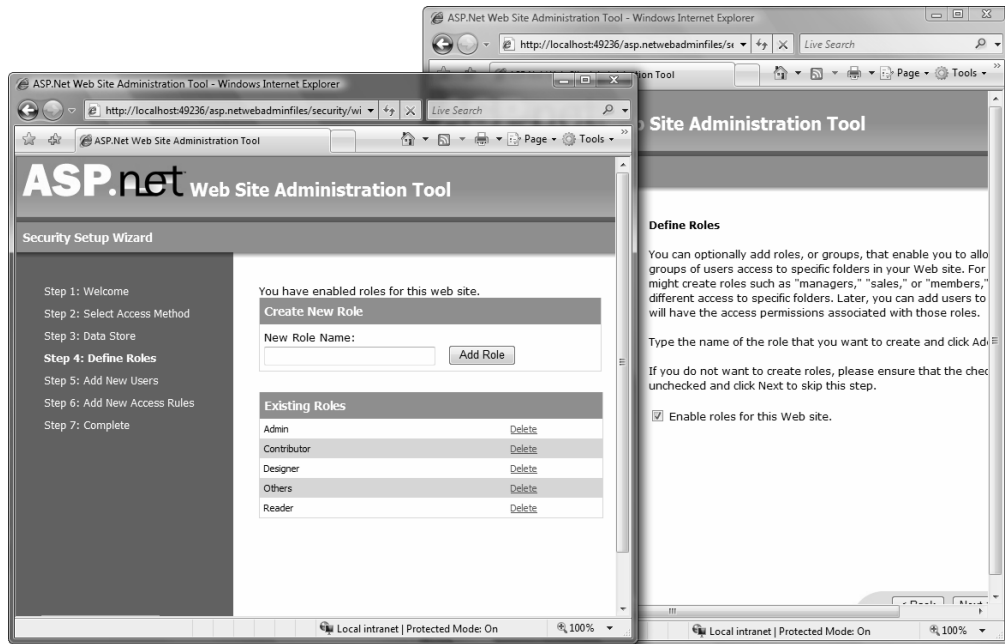 ASP.Net Web Site Administration Tool - Windows Internet Explorer
http://localhost:49236/asp.netwebadminfiles/se
Live Search
Page
Tools
Site Administration Tool
Define Roles
You can optionally add roles, or groups, that enable you to allo
groups of users access to specific folders in your Web site. For
might create roles such as "managers," "sales," or "members,"
different access to specific folders. Later, you can add users to
will have the access permissions associated with those roles.
Type the name of the role that you want to create and click Ad
If you do not want to create roles, please ensure that the chec
unchecked and click Next to skip this step.
Enable roles for this Web site.
Local intranet | Protected Mode: On
100%
ASP.Net Web Site Administration Tool - Windows Internet Explorer
http://localhost:49236/asp.netwebadminfiles/security/wi
Live Search
ASP.Net Web Site Administration Tool
Page
Tools
ASP.net Web Site Administration Tool
Security Setup Wizard
Step 1: Welcome
Step 2: Select Access Method
Step 3: Data Store
Step 4: Define Roles
Step 5: Add New Users
Step 6: Add New Access Rules
Step 7: Complete
You have enabled roles for this web site.
Create New Role
New Role Name:
Add Role
Existing Roles
Admin Delete
Contributor Delete
Designer Delete
Others Delete
Reader Delete
Local intranet | Protected Mode: On
100%